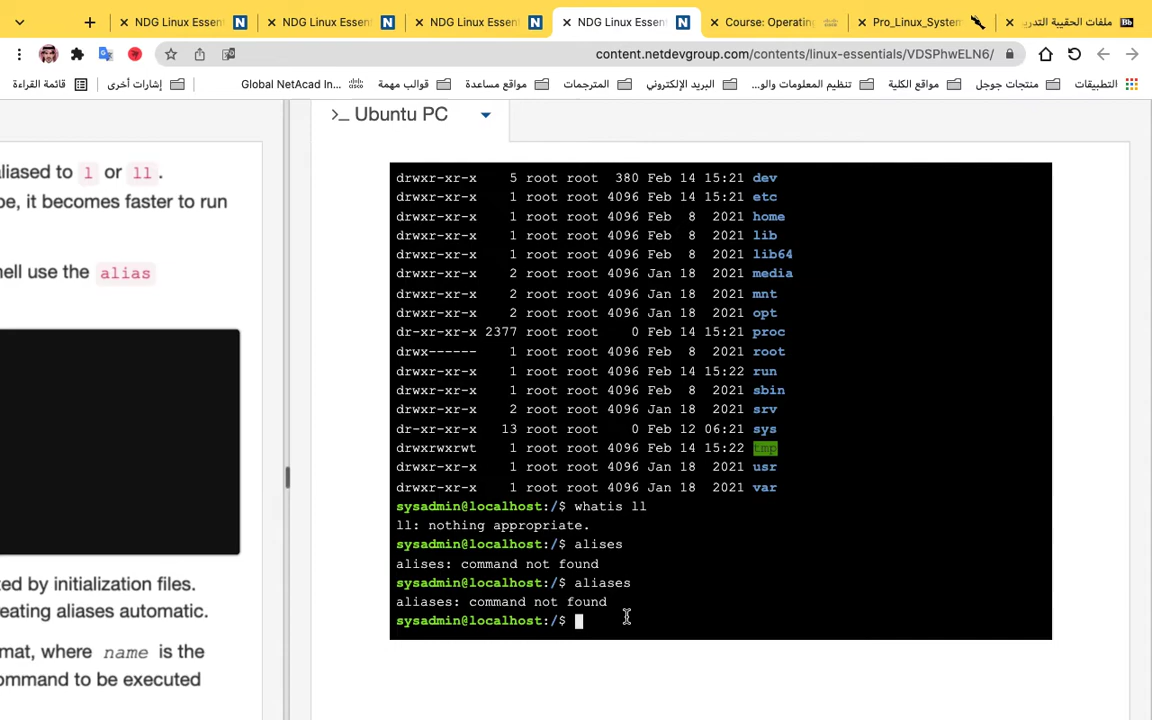 NDG Linux Essen
NDG Linux Essent
NDG Linux Essent
NDG Linux Essent
Course: Operating
Pro_Linux_System
ملفات الحقيبة التدري
Bb
content.netdevgroup.com/contents/linux-essentials/VDSPhwELN6/
التطبيقات
منتجات جوجل
مواقع الكلية
تنظيم المعلومات والو...
البريد الإلكتروني
المترجمات
مواقع مساعدة
قوالب مهمة
Global NetAcad In...
إشارات أخرى
قائمة القراءة
>_ Ubuntu PC
liased to l or ll.
pe, it becomes faster to run
hell use the alias
ted by initialization files.
reating aliases automatic.
mat, where name is the
ommand to be executed
drwxr-xr-x 5 root root 380 Feb 14 15:21 dev
drwxr-xr-x 1 root root 4096 Feb 14 15:21 etc
drwxr-xr-x 1 root root 4096 Feb 8 2021 home
drwxr-xr-x 1 root root 4096 Feb 8 2021 lib
drwxr-xr-x 1 root root 4096 Feb 8 2021 lib64
drwxr-xr-x 2 root root 4096 Jan 18 2021 media
drwxr-xr-x 2 root root 4096 Jan 18 2021 mnt
drwxr-xr-x 2 root root 4096 Jan 18 2021 opt
dr-xr-xr-x 2377 root root 0 Feb 14 15:21 proc
drwx------ 1 root root 4096 Feb 8 2021 root
drwxr-xr-x 1 root root 4096 Feb 14 15:22 run
drwxr-xr-x 1 root root 4096 Feb 8 2021 sbin
drwxr-xr-x 2 root root 4096 Jan 18 2021 srv
dr-xr-xr-x 13 root root 0 Feb 12 06:21 sys
drwxrwxrwt 1 root root 4096 Feb 14 15:22 tmp
drwxr-xr-x 1 root root 4096 Jan 18 2021 usr
drwxr-xr-x 1 root root 4096 Jan 18 2021 var
sysadmin@localhost:/$ whatis ll
ll: nothing appropriate.
sysadmin@localhost:/$ alises
alises: command not found
sysadmin@localhost:/$ aliases
aliases: command not found
sysadmin@localhost:/$